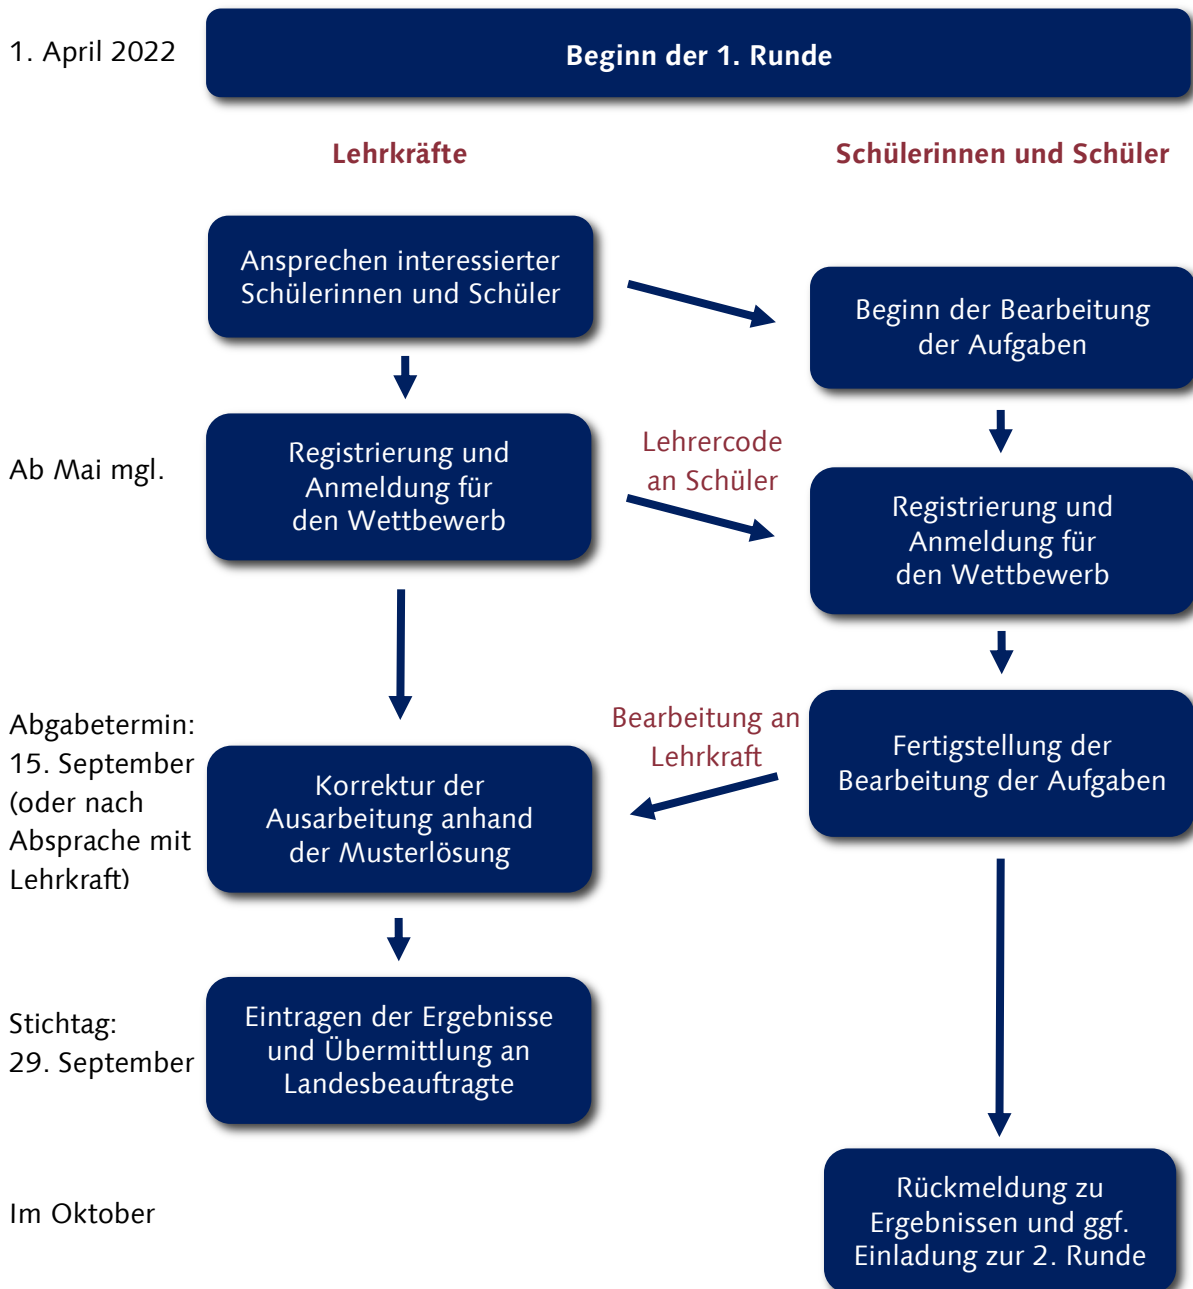 1. April 2022
Beginn der 1. Runde
Lehrkräfte
Schülerinnen und Schüler
Ansprechen interessierter
Schülerinnen und Schüler
Beginn der Bearbeitung
der Aufgaben
Ab Mai mgl.
Registrierung und
Anmeldung für
den Wettbewerb
Lehrercode
an Schüler
Registrierung und
Anmeldung für
den Wettbewerb
Abgabetermin:
15. September
(oder nach
Absprache mit
Lehrkraft)
Korrektur der
Ausarbeitung anhand
der Musterlösung
Bearbeitung an
Lehrkraft
Fertigstellung der
Bearbeitung der Aufgaben
Stichtag:
29. September
Eintragen der Ergebnisse
und Übermittlung an
Landesbeauftragte
Im Oktober
Rückmeldung zu
Ergebnissen und ggf.
Einladung zur 2. Runde